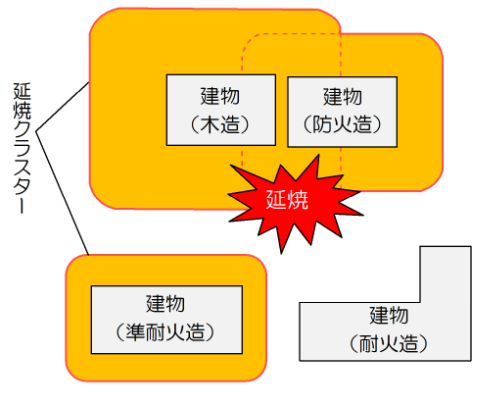 延焼クラスター
建物
（木造）
建物
（防火造）
延焼
建物
（準耐火造）
建物
（耐火造）